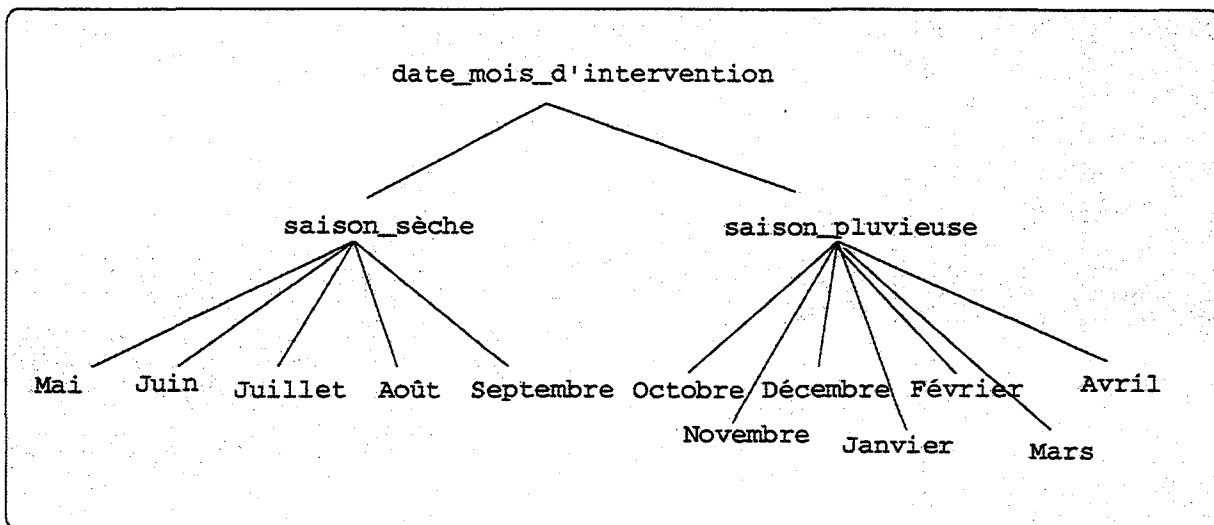 date_mois_d'intervention
saison_sèche saison_pluvieuse
Mai Juin Juillet Août Septembre Octobre Décembre Février Avril
Novembre Janvier Mars